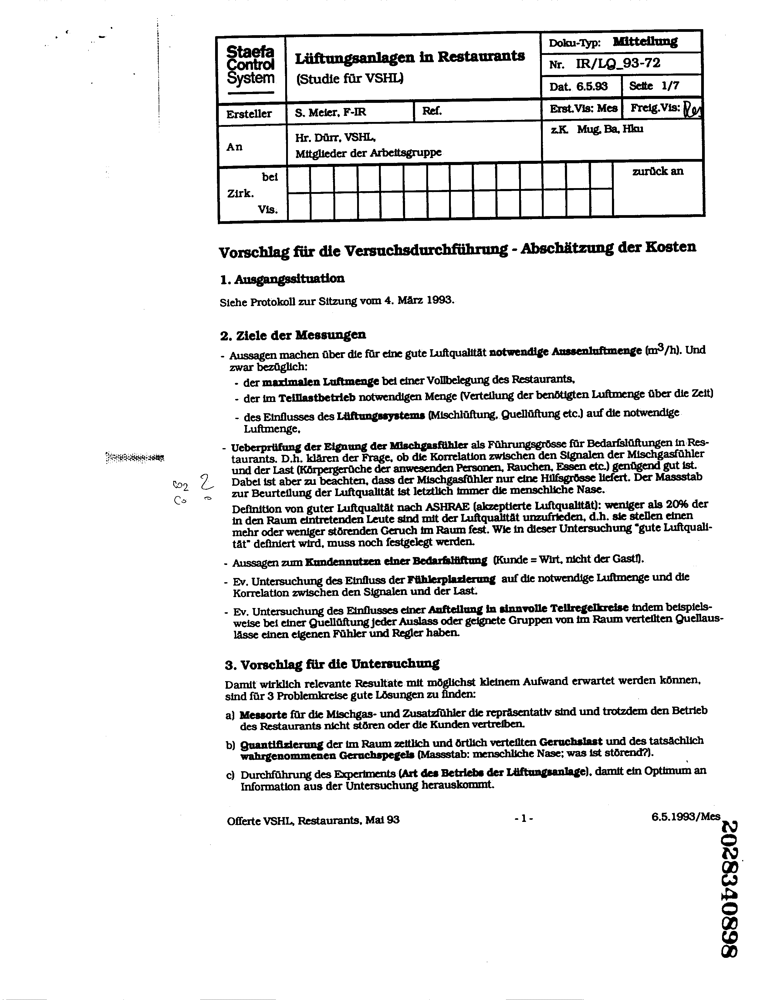 Staefa
Control
System
Lüftungsanlagen in Restaurants
(Studie für VSHL)
Doku-Typ: Mitteilung
Nr. IR/LQ_93-72
Dat. 6.5.93 Seite 1/7
Ersteller S. Meier, F-IR Ref. Erst.Vis: Mes Freig.Vis:
An Hr. Dürr, VSHL,
Mitglieder der Arbeitsgruppe
z.K. Mug, Ba, Hku
bei
Zirk.
Vis.
zurück an
Vorschlag für die Versuchsdurchführung - Abschätzung der Kosten
1. Ausgangssituation
Siehe Protokoll zur Sitzung vom 4. März 1993.
2. Ziele der Messungen
- Aussagen machen über die für eine gute Luftqualität notwendige Aussenluftmenge (m³/h). Und
zwar bezüglich:
- der maximalen Luftmenge bei einer Vollbelegung des Restaurants,
- der im Teillastbetrieb notwendigen Menge (Verteilung der benötigten Luftmenge über die Zeit)
- des Einflusses des Lüftungssystems (Mischlüftung, Quellüftung etc.) auf die notwendige
Luftmenge,
- Ueberprüfung der Eignung der Mischgasfühler als Führungsgrösse für Bedarfslüftungen in Res-
taurants. D.h. klären der Frage, ob die Korrelation zwischen den Signalen der Mischgasfühler
und der Last (Körpergerüche der anwesenden Personen, Rauchen, Essen etc.) genügend gut ist.
Dabei ist aber zu beachten, dass der Mischgasfühler nur eine Hilfsgrösse liefert. Der Massstab
zur Beurteilung der Luftqualität ist letztlich immer die menschliche Nase.
CO2 ?
Co
Definition von guter Luftqualtät nach ASHRAE (akzeptierte Luftqualität): weniger als 20% der
in den Raum eintretenden Leute sind mit der Luftqualität unzufrieden, d.h. sie stellen einen
mehr oder weniger störenden Geruch im Raum fest. Wie in dieser Untersuchung "gute Luftquali-
tät" definiert wird, muss noch festgelegt werden.
- Aussagen zum Kundennutzen einer Bedarfslüftung (Kunde = Wirt, nicht der Gast!).
- Ev. Untersuchung des Einfluss der Fühlerplazierung auf die notwendige Luftmenge und die
Korrelation zwischen den Signalen und der Last.
- Ev. Untersuchung des Einflusses einer Aufteilung in sinnvolle Teilregelkreise indem beispiels-
weise bei einer Quellüftung jeder Auslass oder geignete Gruppen von im Raum verteilten Quellaus-
lässe einen eigenen Fühler und Regler haben.
3. Vorschlag für die Untersuchung
Damit wirklich relevante Resultate mit möglichst kleinem Aufwand erwartet werden können,
sind für 3 Problemkreise gute Lösungen zu finden:
a) Messorte für die Mischgas- und Zusatzfühler die repräsentativ sind und trotzdem den Betrieb
des Restaurants nicht stören oder die Kunden vertreiben.
b) Quantifizierung der im Raum zeitlich und örtlich verteilten Geruchslast und des tatsächlich
wahrgenommenen Geruchspegels (Massstab: menschliche Nase; was ist störend?).
c) Durchführung des Experiments (Art des Betriebs der Lüftungsanlage), damit ein Optimum an
Information aus der Untersuchung herauskommt.
Offerte VSHL, Restaurants, Mai 93 - 1 - 6.5.1993/Mes
2028340898